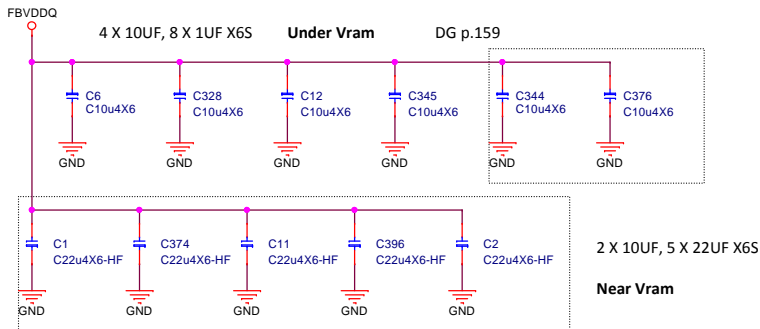 FBVDDQ
4 X 10UF, 8 X 1UF X6S Under Vram DG p.159
C6 C328 C12 C345 C344 C376
C10u4X6 C10u4X6 C10u4X6 C10u4X6 C10u4X6 C10u4X6
GND GND GND GND GND GND
C1 C374 C11 C396 C2
C22u4X6-HF C22u4X6-HF C22u4X6-HF C22u4X6-HF C22u4X6-HF
2 X 10UF, 5 X 22UF X6S
Near Vram
GND GND GND GND GND